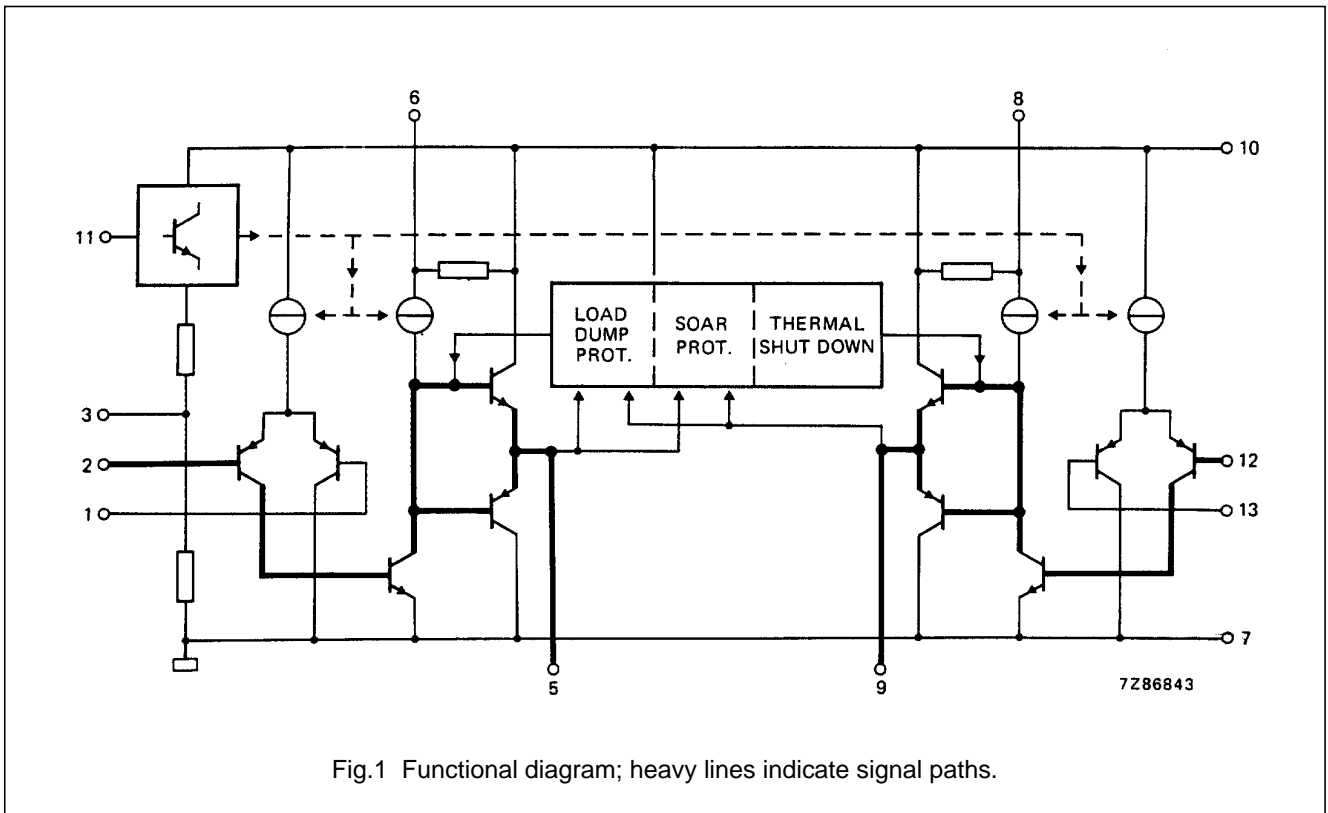 6
8
10
11
LOAD
DUMP
PROT.
SOAR
PROT.
THERMAL
SHUT DOWN
3
2
12
1
13
7
5
9
7Z86843
Fig.1 Functional diagram; heavy lines indicate signal paths.